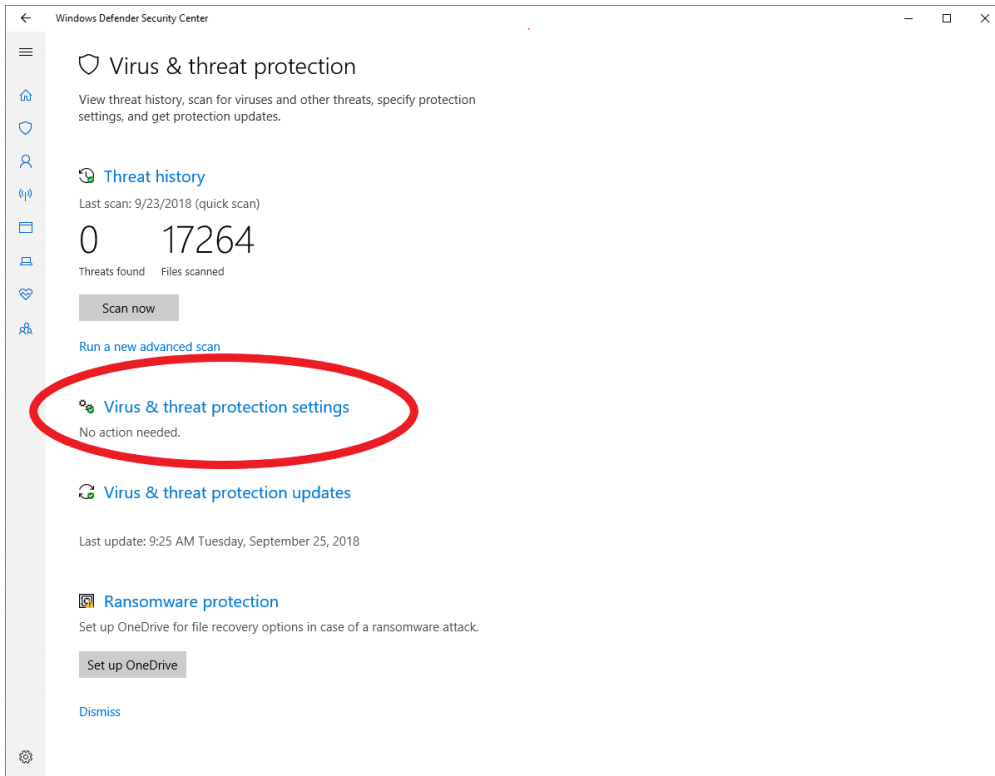 Windows Defender Security Center
Virus & threat protection
View threat history, scan for viruses and other threats, specify protection
settings, and get protection updates.
Threat history
Last scan: 9/23/2018 (quick scan)
0 17264
Threats found Files scanned
Scan now
Run a new advanced scan
Virus & threat protection settings
No action needed.
Virus & threat protection updates
Last update: 9:25 AM Tuesday, September 25, 2018
Ransomware protection
Set up OneDrive for file recovery options in case of a ransomware attack.
Set up OneDrive
Dismiss